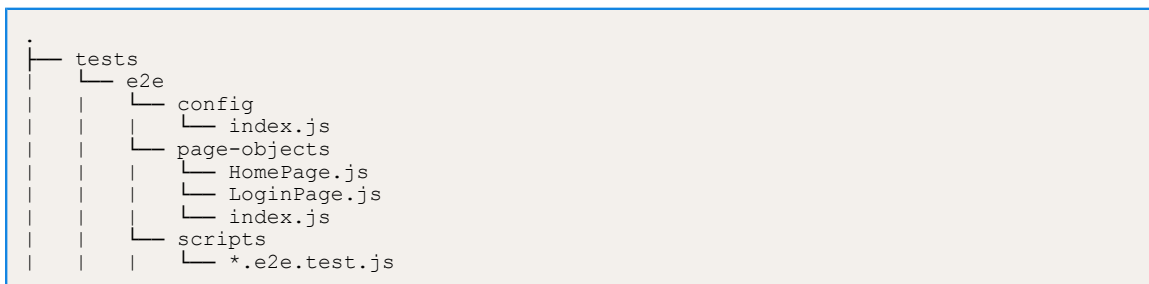 .
├── tests
|   └── e2e
|   |   └── config
|   |   |   └── index.js
|   |   └── page-objects
|   |   |   └── HomePage.js
|   |   |   └── LoginPage.js
|   |   |   └── index.js
|   |   └── scripts
|   |   |   └── *.e2e.test.js